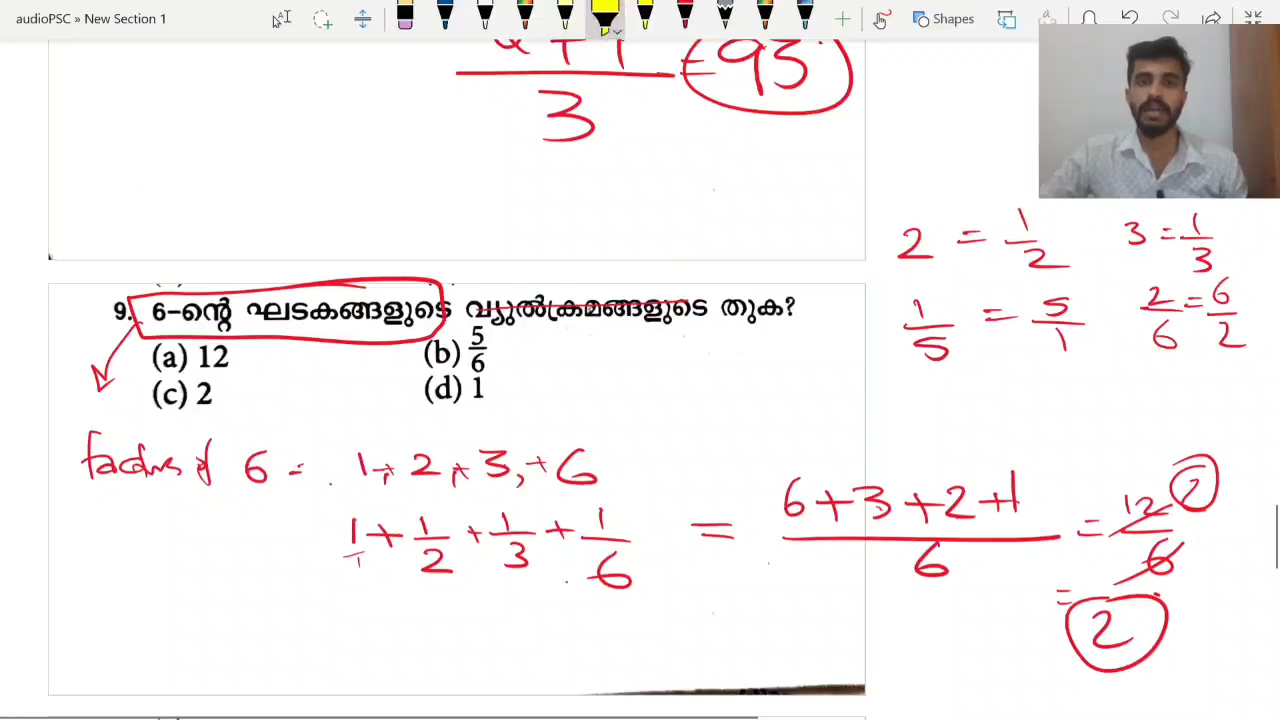 audioPSC » New Section 1
Shapes
3
= 93
2 = 1/2
3 = 1/3
1/5 = 5/1
2/6 = 6/2
9. 6-ന്റെ ഘടകങ്ങളുടെ വ്യുൽക്രമങ്ങളുടെ തുക?
(a) 12 (b) 5/6
(c) 2 (d) 1
factors of 6 = 1, + 2, + 3, + 6
1/1 + 1/2 + 1/3 + 1/6 = 6+3+2+1/6 = 12/6 2
= 2